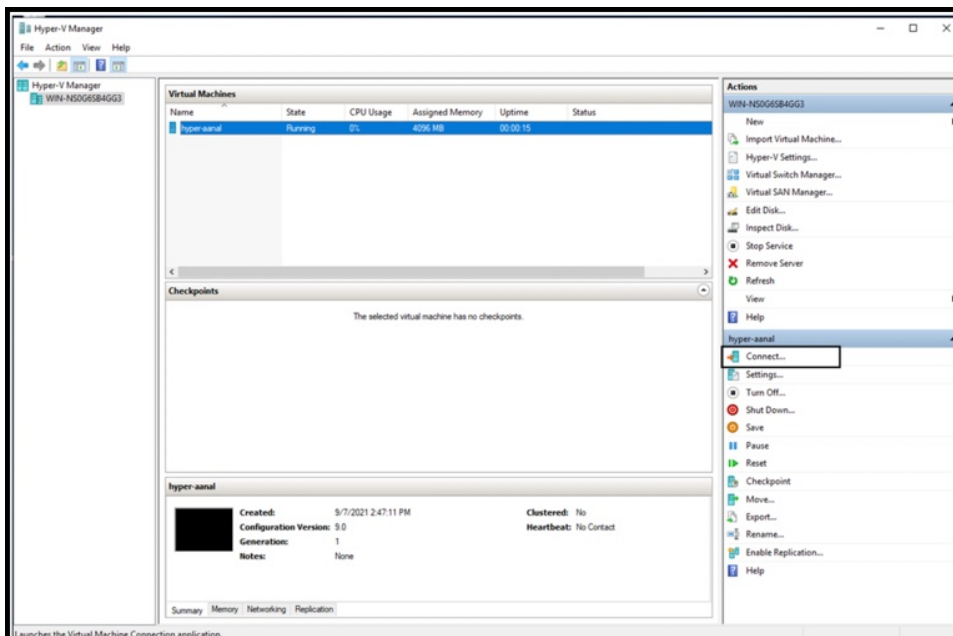 Hyper-V Manager
File Action View Help
Hyper-V Manager
WIN-NS0G6SB4GG3
Virtual Machines
Name State CPU Usage Assigned Memory Uptime Status
hyper-aanal Running 0% 4096 MB 00:00:15
Checkpoints
The selected virtual machine has no checkpoints.
hyper-aanal
Created: 9/7/2021 2:47:11 PM Clustered: No
Configuration Version: 9.0 Heartbeat: No Contact
Generation: 1
Notes: None
Summary Memory Networking Replication
Actions
WIN-NS0G6SB4GG3
New
Import Virtual Machine...
Hyper-V Settings...
Virtual Switch Manager...
Virtual SAN Manager...
Edit Disk...
Inspect Disk...
Stop Service
Remove Server
Refresh
View
Help
hyper-aanal
Connect...
Settings...
Turn Off...
Shut Down...
Save
Pause
Reset
Checkpoint
Move...
Export...
Rename...
Enable Replication...
Help
Launches the Virtual Machine Connection application.